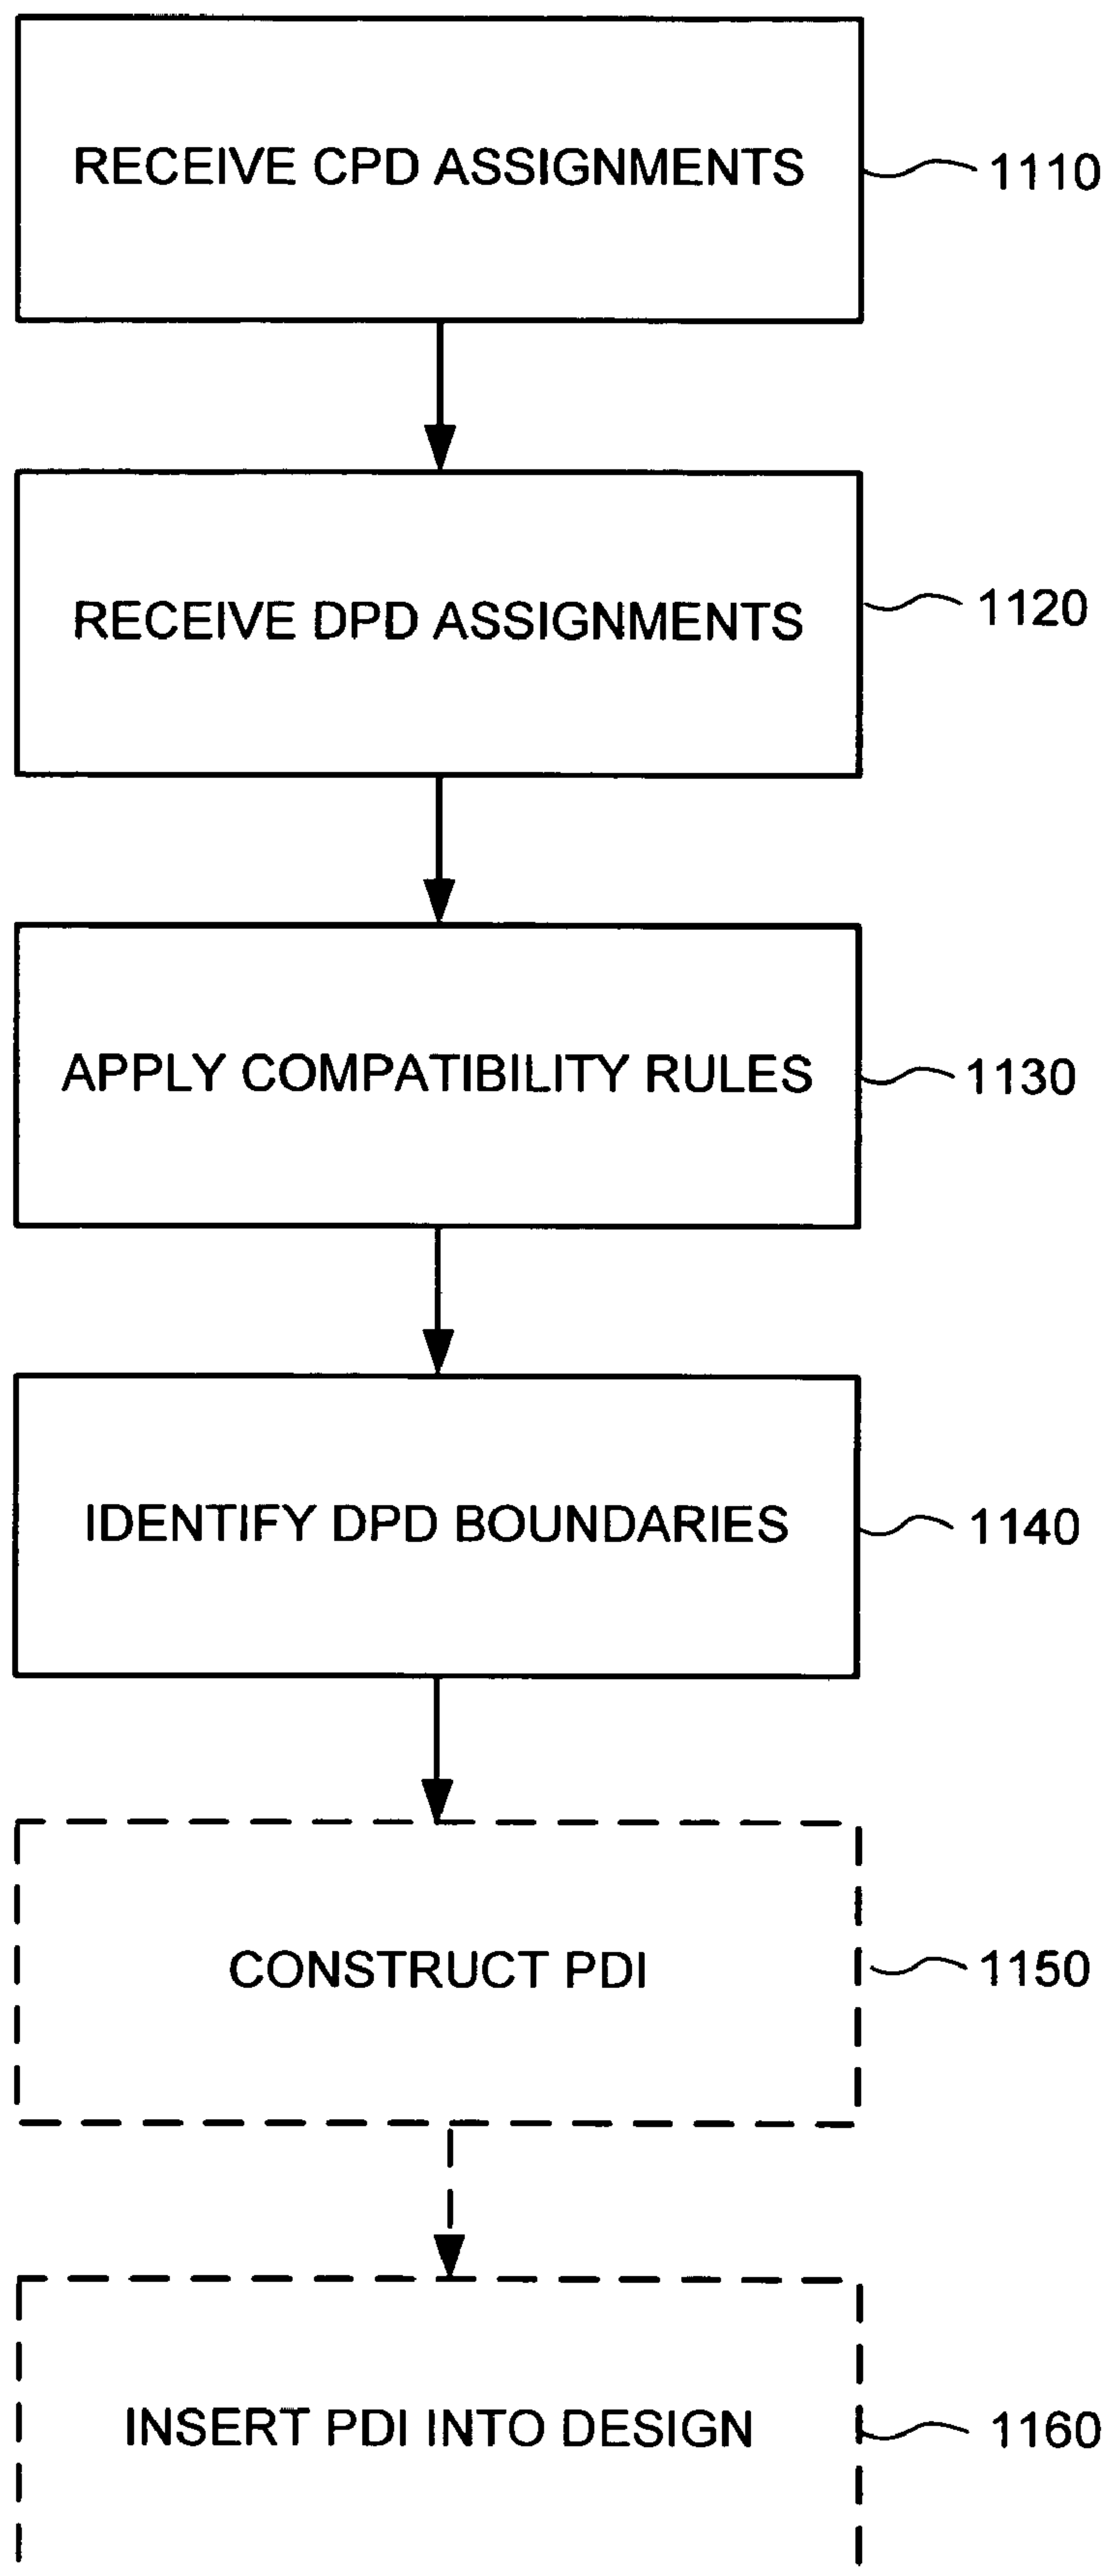 RECEIVE CPD ASSIGNMENTS
1110
RECEIVE DPD ASSIGNMENTS
1120
APPLY COMPATIBILITY RULES
1130
IDENTIFY DPD BOUNDARIES
1140
CONSTRUCT PDI
1150
INSERT PDI INTO DESIGN
1160